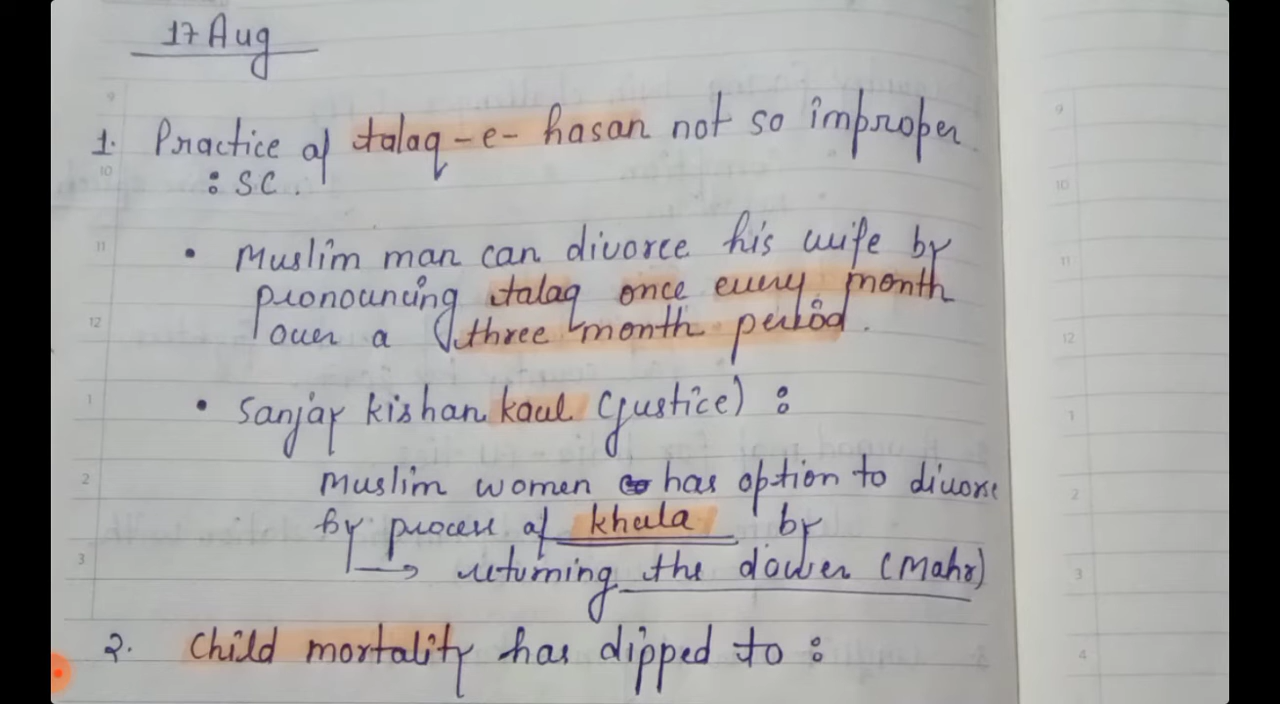 17 Aug
1. Practice of talaq-e-hasan not so improper
: SC.
• Muslim man can divorce his wife by
pronouncing talaq once every month
over a three month period.
• Sanjay kishan kaul (justice) :
Muslim women has option to divorse
by process of khula by
→ returning the dower (Mahr)
2. Child mortality has dipped to :